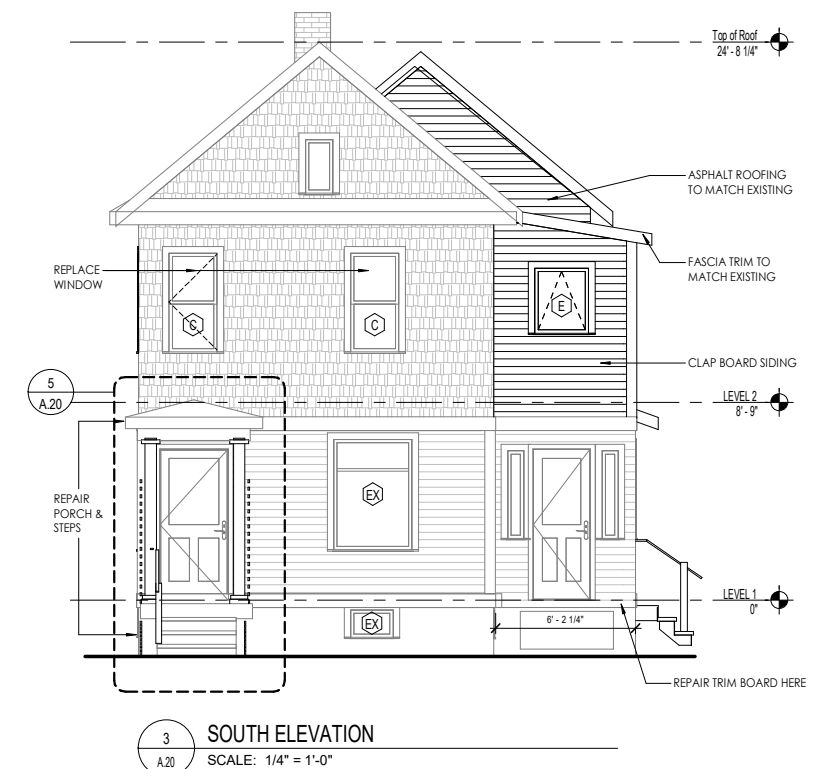 Top of Roof
24' - 8 1/4"
ASPHALT ROOFING
TO MATCH EXISTING
REPLACE
WINDOW
FASCIA TRIM TO
MATCH EXISTING
C
C
E
CLAP BOARD SIDING
5
A.20
LEVEL 2
8' - 9"
REPAIR
PORCH &
STEPS
EX
LEVEL 1
0"
EX
6' - 2 1/4"
REPAIR TRIM BOARD HERE
3
A.20
SOUTH ELEVATION
SCALE: 1/4" = 1'-0"